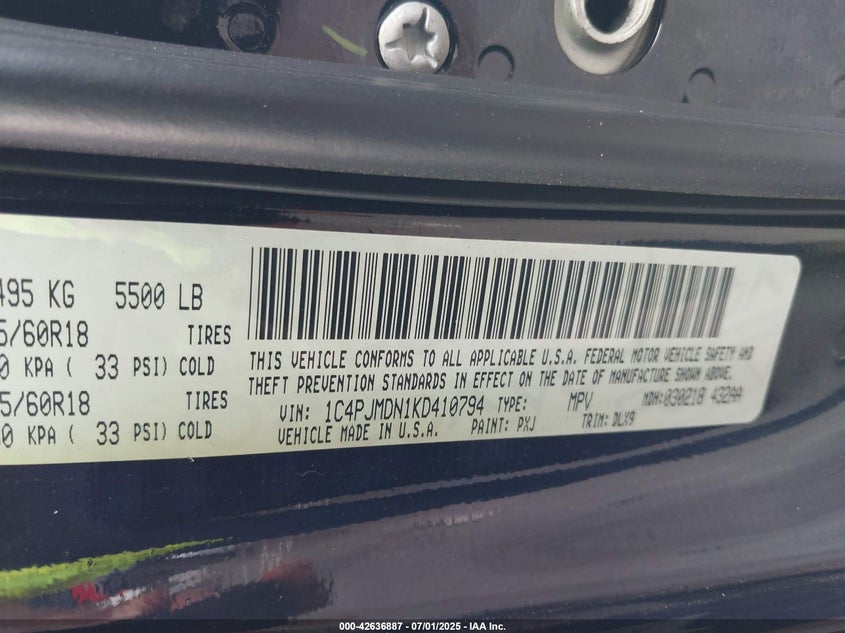 495 KG 5500 LB
5/60R18 TIRES
0 KPA ( 33 PSI) COLD
5/60R18 TIRES
0 KPA ( 33 PSI) COLD
THIS VEHICLE CONFORMS TO ALL APPLICABLE U.S.A. FEDERAL MOTOR VEHICLE SAFETY AND
THEFT PREVENTION STANDARDS IN EFFECT ON THE DATE OF MANUFACTURE SHOWN ABOVE.
VIN: 1C4PJMDN1KD410794 TYPE: MPV MDH: 030218 432AA
VEHICLE MADE IN U.S.A. PAINT: PXJ TRIM: DLX9
000-42636887 - 07/01/2025 - IAA Inc.